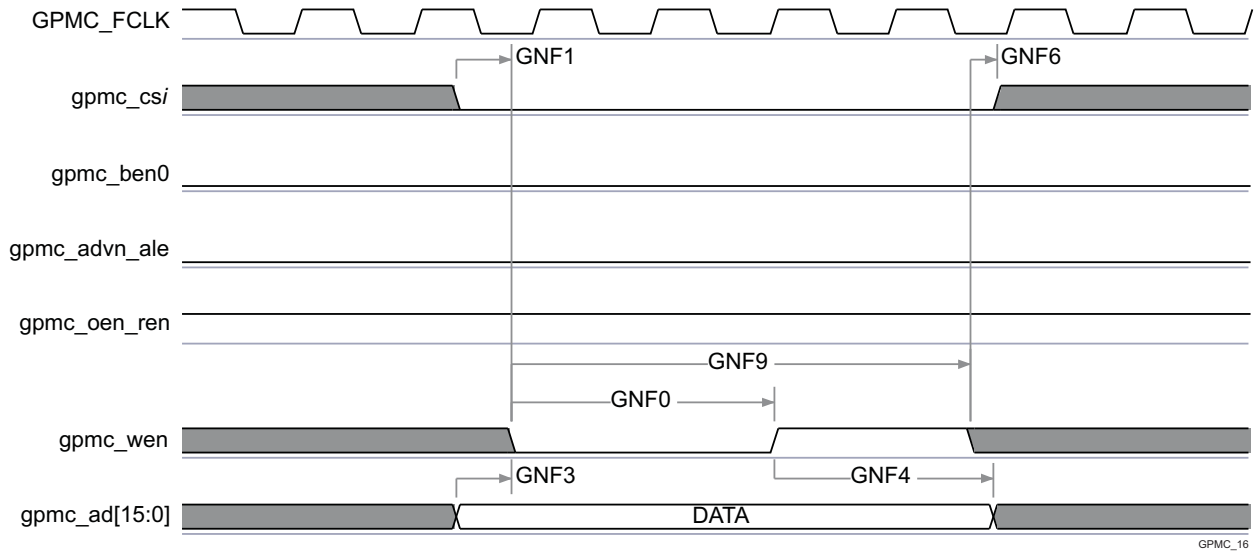 GPMC_FCLK
GNF1
GNF6
gpmc_csi
gpmc_ben0
gpmc_advn_ale
gpmc_oen_ren
GNF9
GNF0
gpmc_wen
GNF3
GNF4
gpmc_ad[15:0]
DATA
GPMC_16